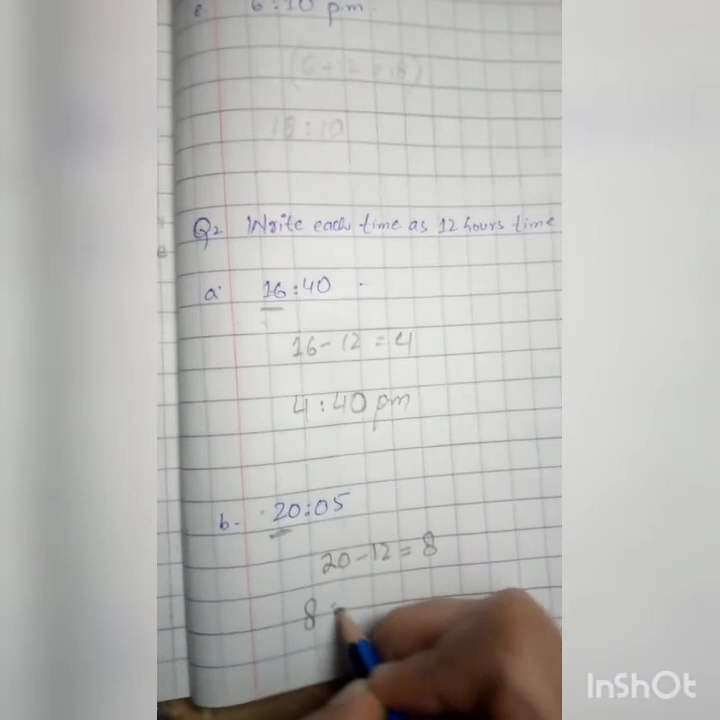 e 6:10 pm
(6+12=18)
18:10
Q2 Write each time as 12 hours time
a. 16:40
16-12=4
4:40 pm
b. 20:05
20-12=8
8:
InShOt